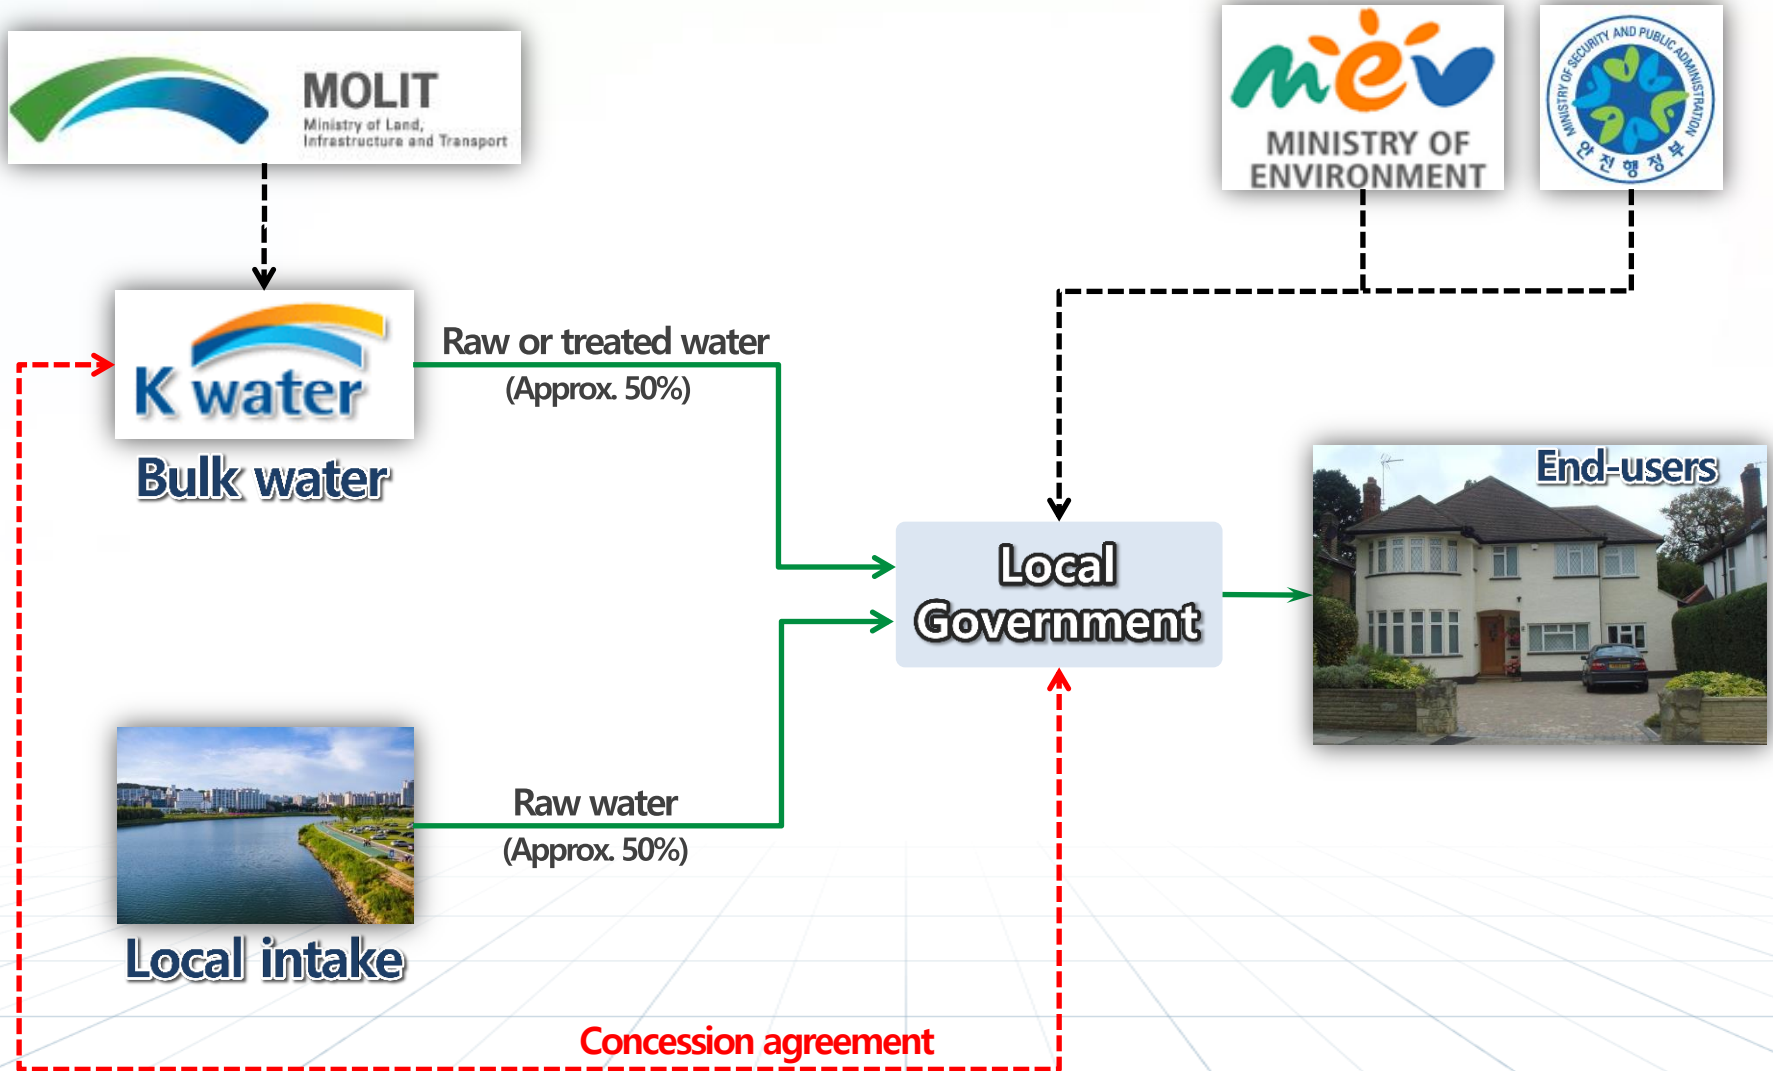 MOLIT
Ministry of Land,
Infrastructure and Transport
mev
MINISTRY OF
ENVIRONMENT
MINISTRY OF SECURITY AND PUBLIC ADMINISTRATION
안전행정부
K water
Bulk water
Raw or treated water
(Approx. 50%)
End-users
Local
Government
Raw water
(Approx. 50%)
Local intake
Concession agreement